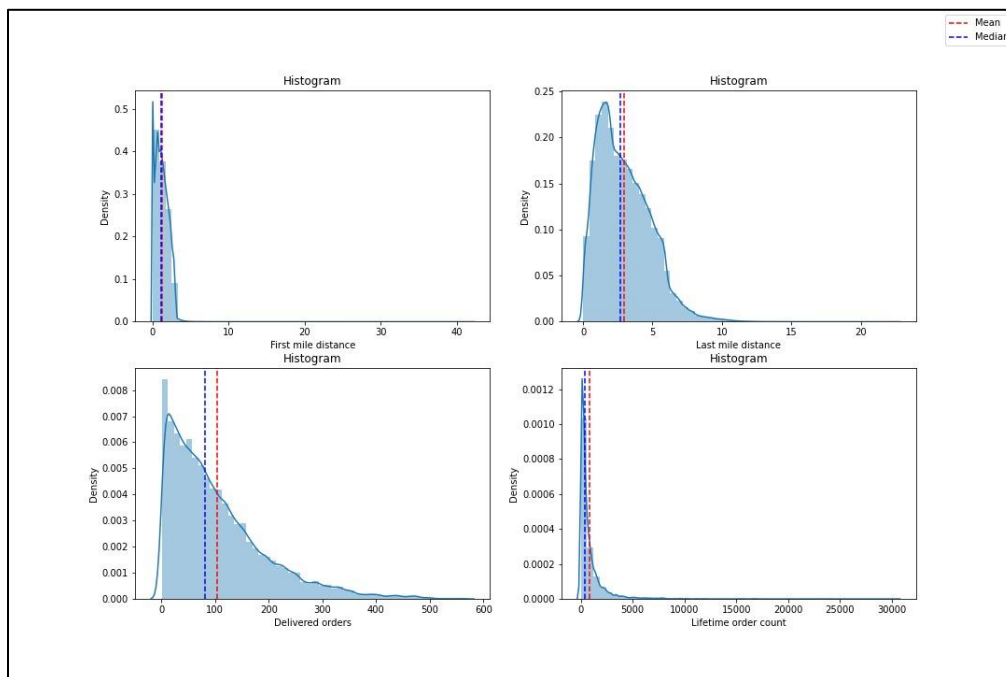 Mean
Median
Histogram
Histogram
0.5
0.4
0.3
0.2
0.1
0.0
Density
0 10 20 30 40
First mile distance
0.25
0.20
0.15
0.10
0.05
0.00
Density
0 5 10 15 20
Last mile distance
Histogram
Histogram
0.008
0.007
0.006
0.005
0.004
0.003
0.002
0.001
0.000
Density
0 100 200 300 400 500 600
Delivered orders
0.0012
0.0010
0.0008
0.0006
0.0004
0.0002
0.0000
Density
0 5000 10000 15000 20000 25000 30000
Lifetime order count